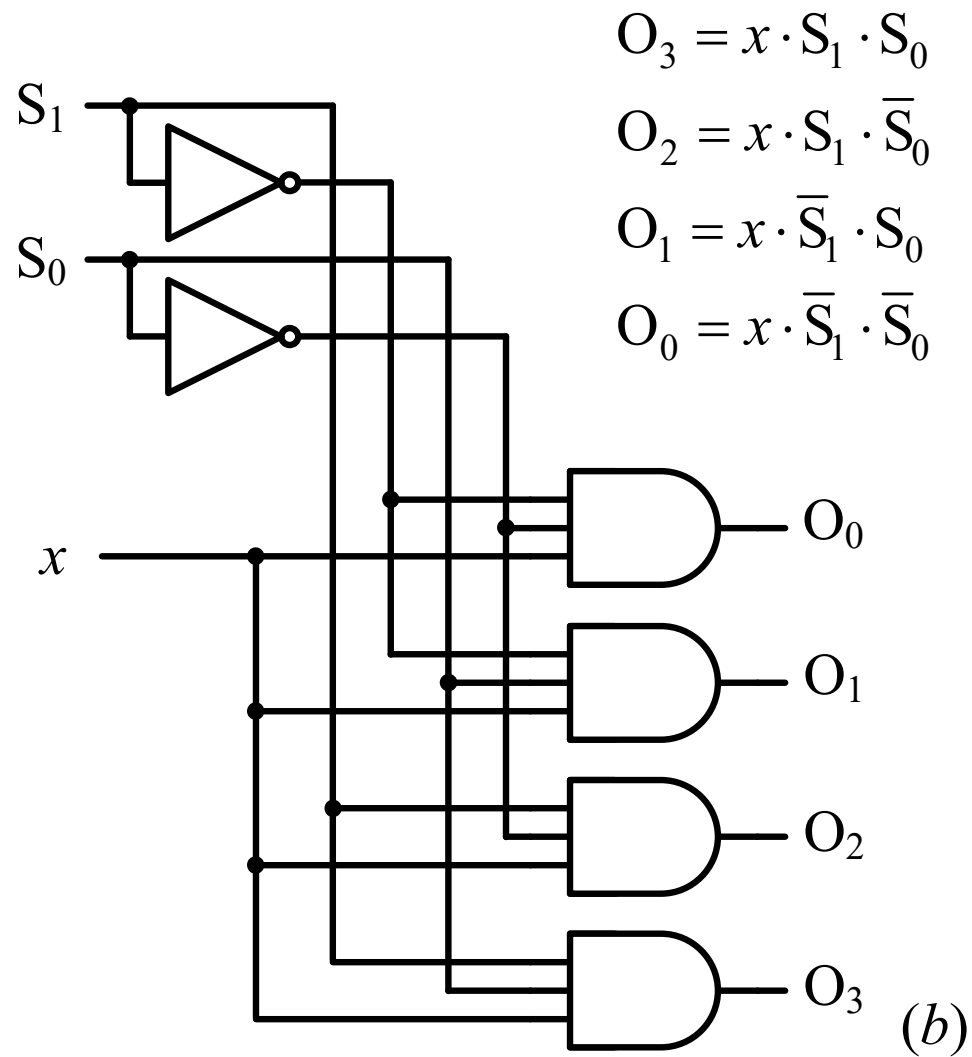 O₃ = x · S₁ · S₀
S₁
O₂ = x · S₁ · S̅₀
O₁ = x · S̅₁ · S₀
S₀
O₀ = x · S̅₁ · S̅₀
x
O₀
O₁
O₂
O₃
(b)